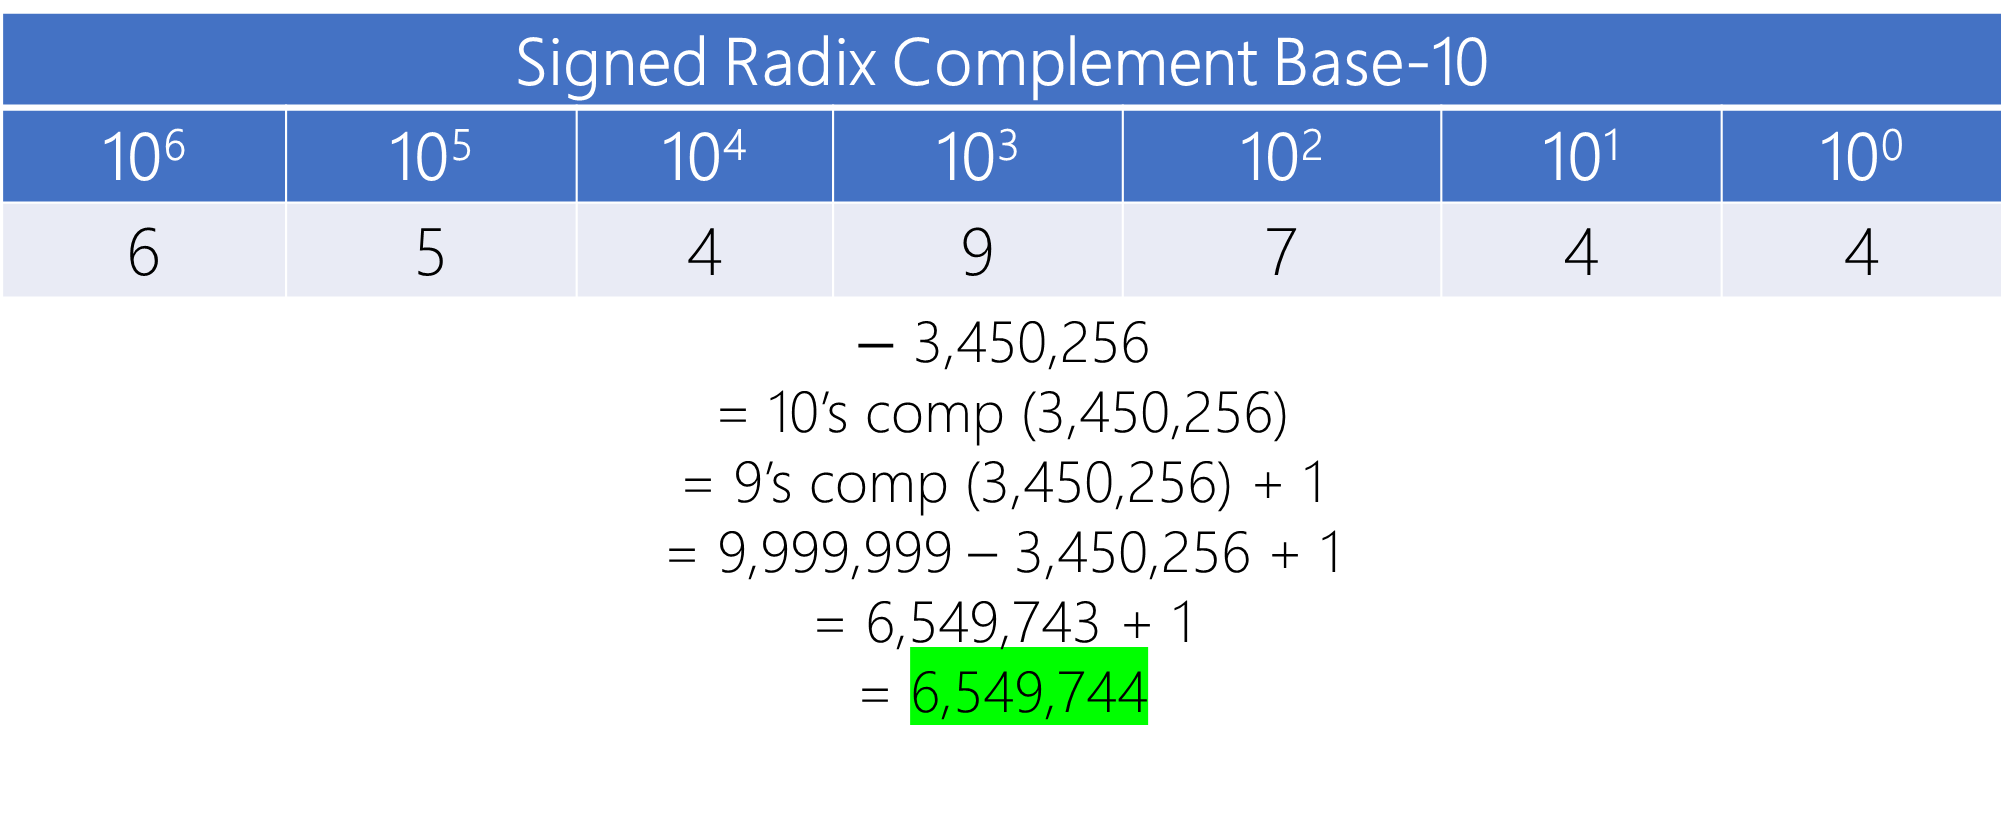 Signed Radix Complement Base-10
10⁶ 10⁵ 10⁴ 10³ 10² 10¹ 10⁰
6 5 4 9 7 4 4
– 3,450,256
= 10’s comp (3,450,256)
= 9’s comp (3,450,256) + 1
= 9,999,999 – 3,450,256 + 1
= 6,549,743 + 1
= 6,549,744